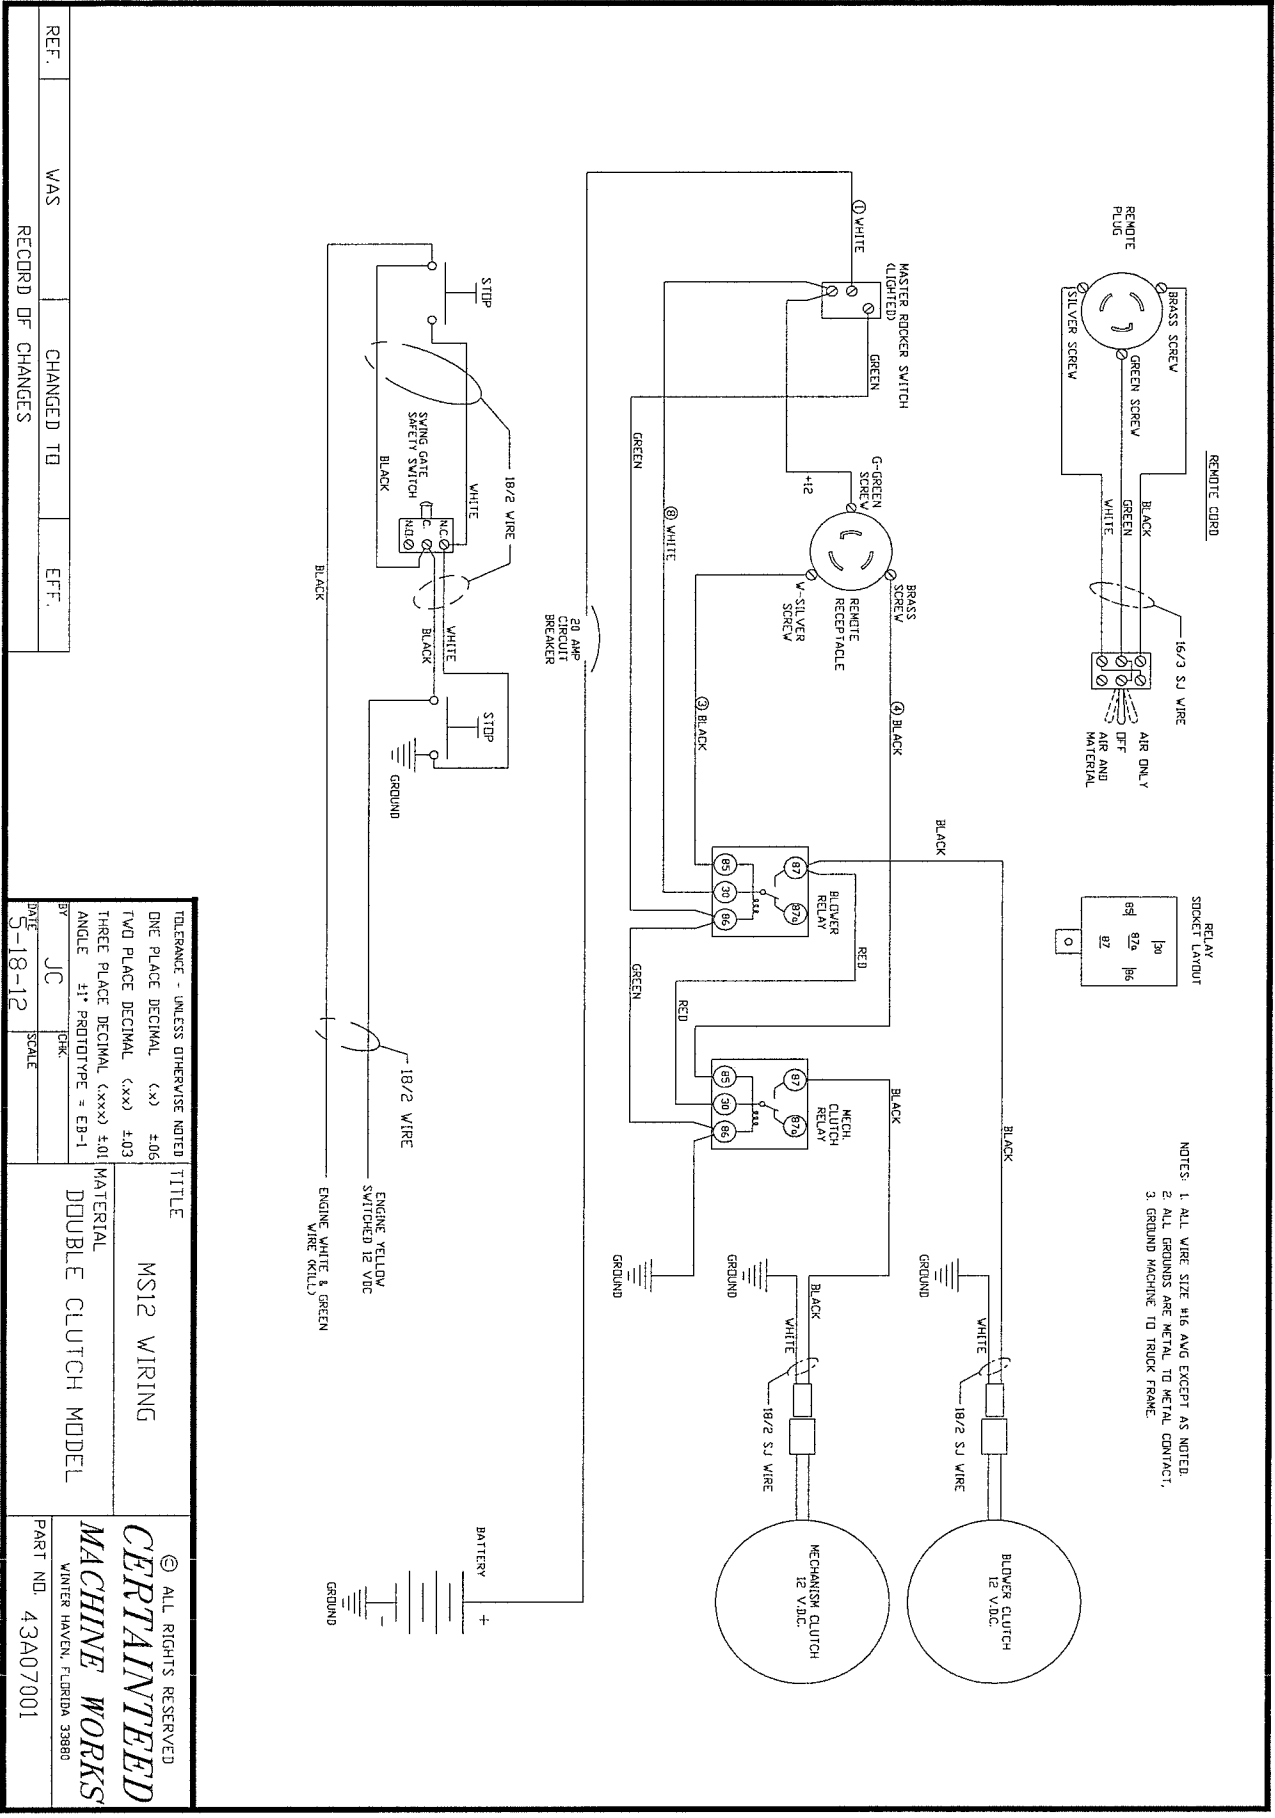 REMOTE CORD
REMOTE
PLUG
BRASS SCREW
GREEN SCREW
SILVER SCREW
BLACK
GREEN
WHITE
16/3 SJ WIRE
AIR ONLY
OFF
AIR AND
MATERIAL
RELAY
SOCKET LAYOUT
30
85
87a
86
87
NOTES: 1. ALL WIRE SIZE #16 AWG EXCEPT AS NOTED.
2. ALL GROUNDS ARE METAL TO METAL CONTACT,
3. GROUND MACHINE TO TRUCK FRAME.
1 WHITE
MASTER ROCKER SWITCH
(LIGHTED)
GREEN
GREEN
+12
8 WHITE
G-GREEN
SCREW
BRASS
SCREW
REMOTE
RECEPTACLE
W-SILVER
SCREW
4 BLACK
3 BLACK
BLACK
BLOWER
RELAY
87
87a
85
30
86
RED
RED
GREEN
MECH.
CLUTCH
RELAY
87
87a
85
30
86
BLACK
BLACK
GROUND
WHITE
18/2 SJ WIRE
BLOWER CLUTCH
12 V.D.C.
BLACK
GROUND
WHITE
18/2 SJ WIRE
MECHANISM CLUTCH
12 V.D.C.
GROUND
20 AMP
CIRCUIT
BREAKER
STOP
18/2 WIRE
WHITE
SWING GATE
SAFETY SWITCH
N.C.
C.
N.O.
BLACK
WHITE
BLACK
STOP
GROUND
BLACK
18/2 WIRE
ENGINE YELLOW
SWITCHED 12 VDC
ENGINE WHITE & GREEN
WIRE (KILL)
BATTERY
+
-
GROUND
REF.
WAS
CHANGED TO
EFF.
RECORD OF CHANGES
TOLERANCE - UNLESS OTHERWISE NOTED
ONE PLACE DECIMAL (.x) ±.06
TWO PLACE DECIMAL (.xx) ±.03
THREE PLACE DECIMAL (.xxx) ±.01
ANGLE ±1° PROTOTYPE = EB-1
BY JC
CHK.
DATE 5-18-12
SCALE
TITLE
MS12 WIRING
MATERIAL
DOUBLE CLUTCH MODEL
© ALL RIGHTS RESERVED
CERTAINTEED
MACHINE WORKS
WINTER HAVEN, FLORIDA 33880
PART NO. 43A07001